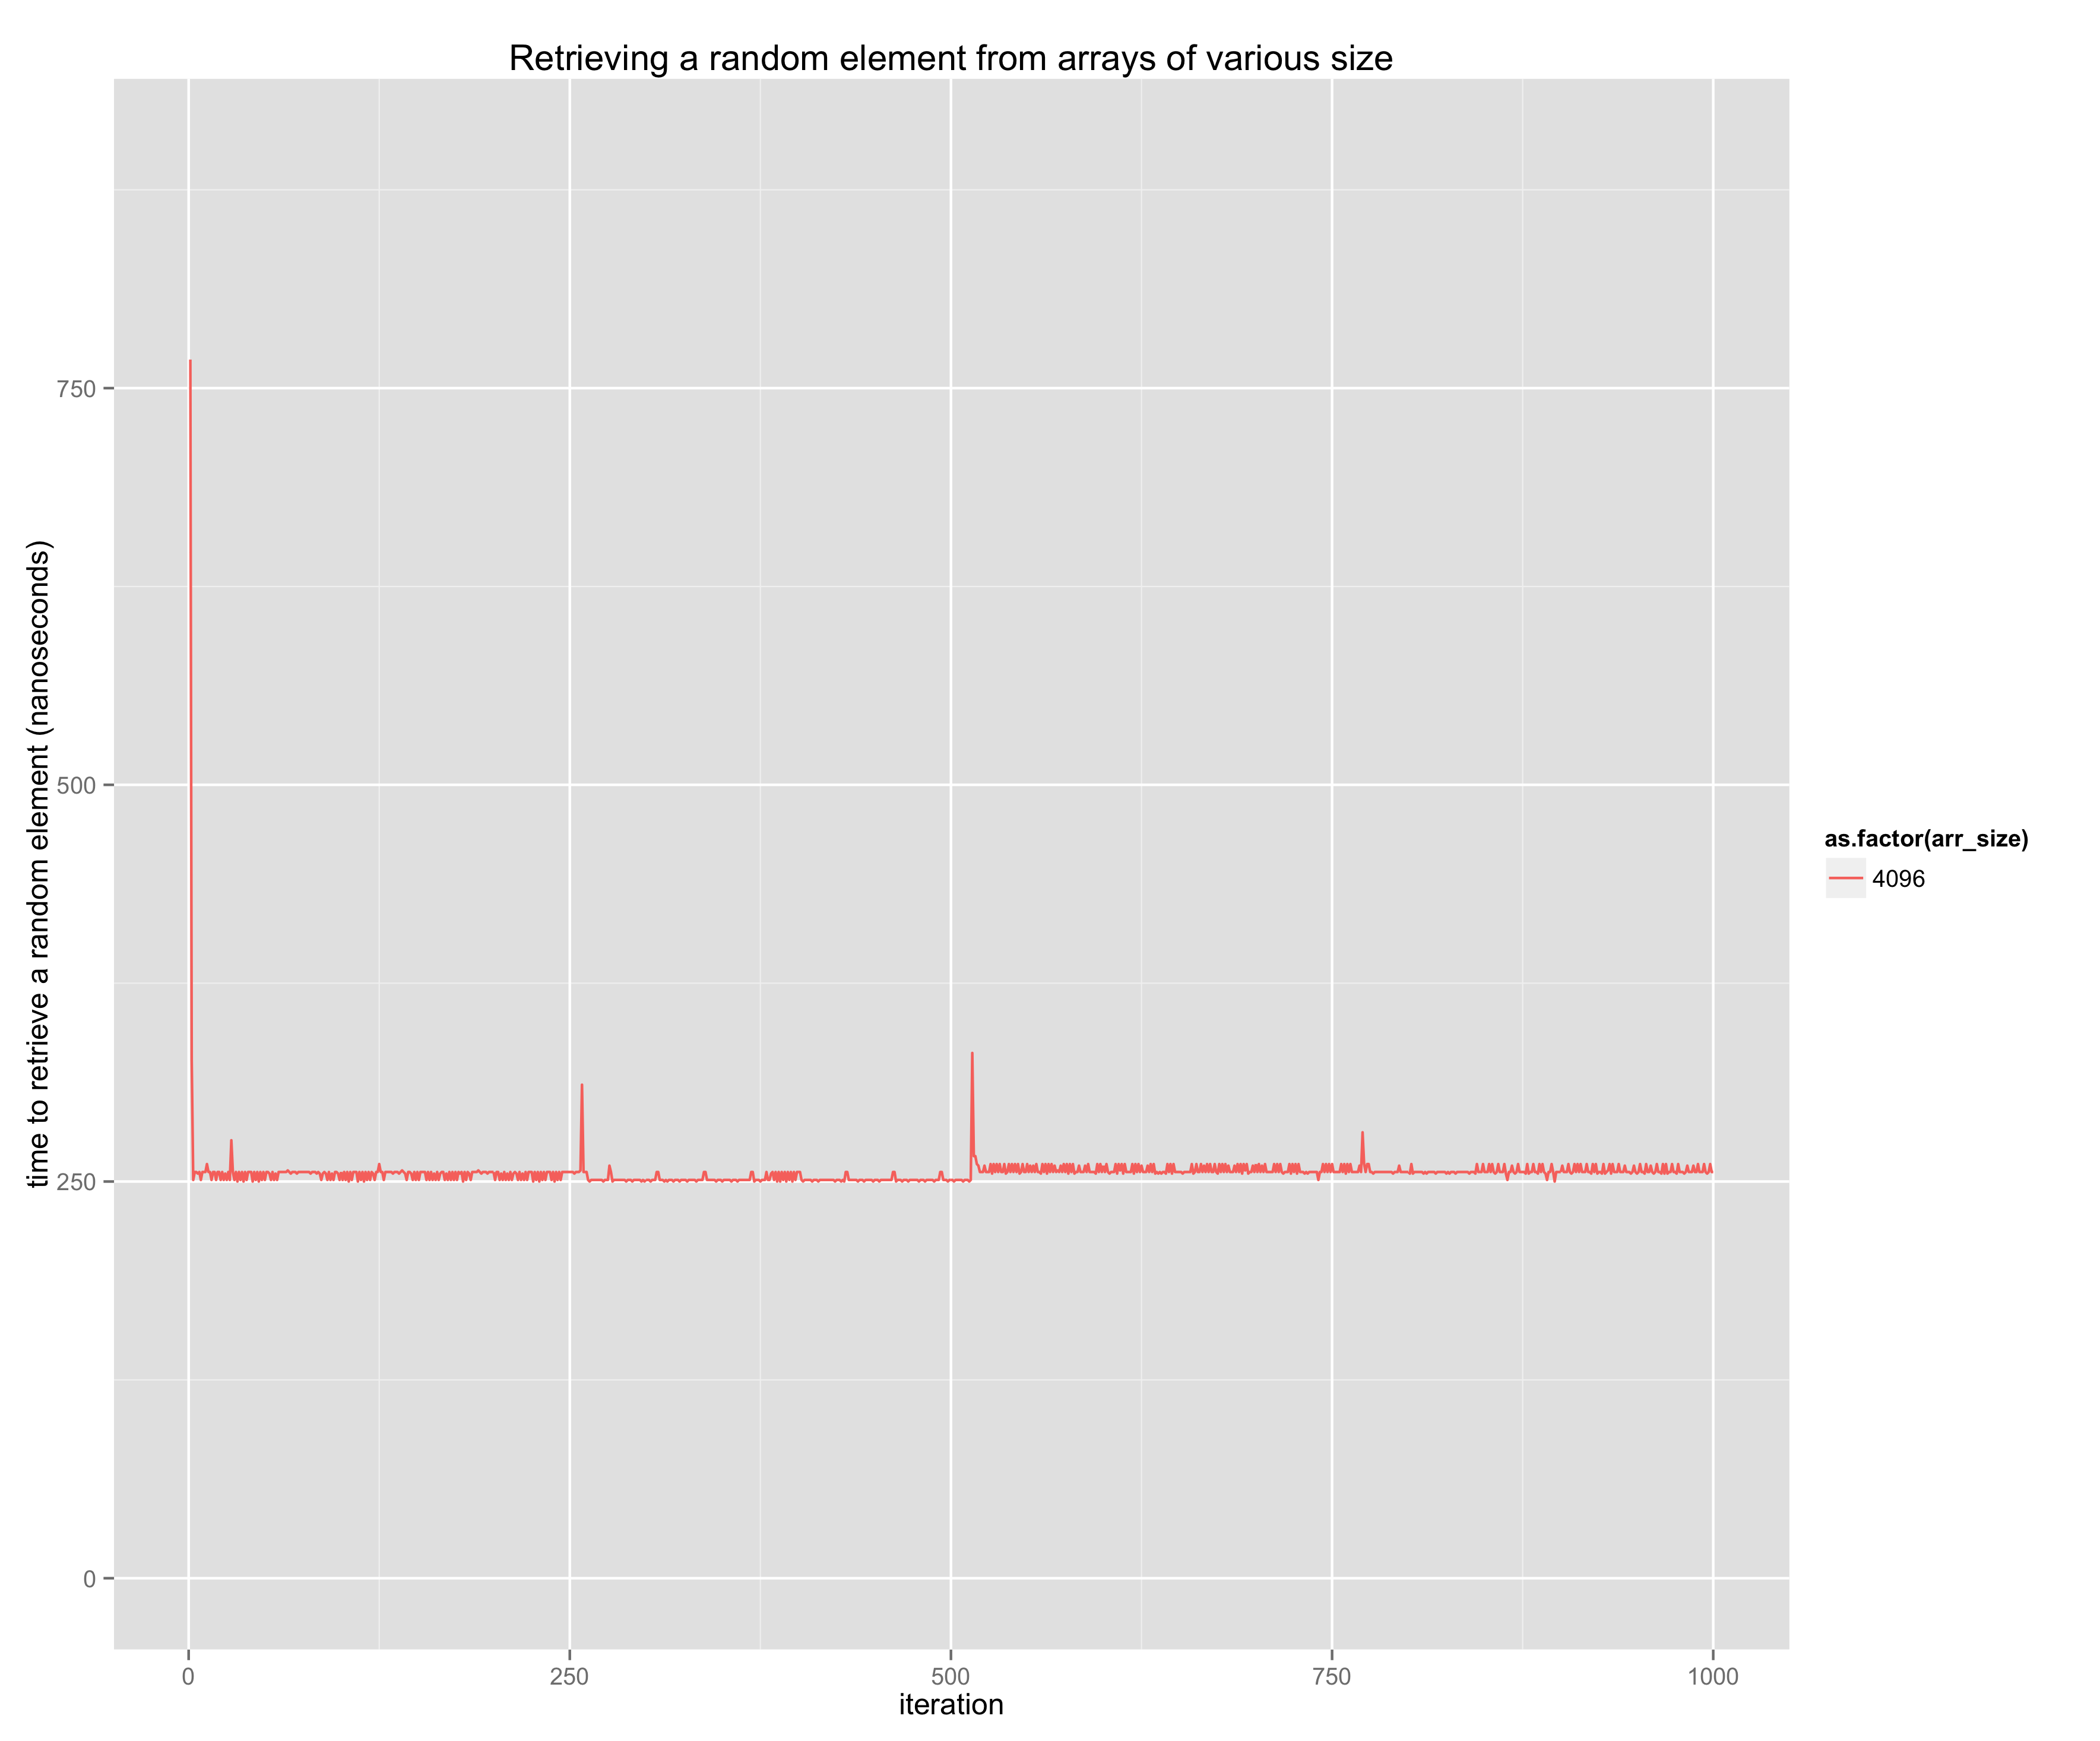 Retrieving a random element from arrays of various size
time to retrieve a random element (nanoseconds)
750
500
250
0
0 250 500 750 1000
iteration
as.factor(arr_size)
4096